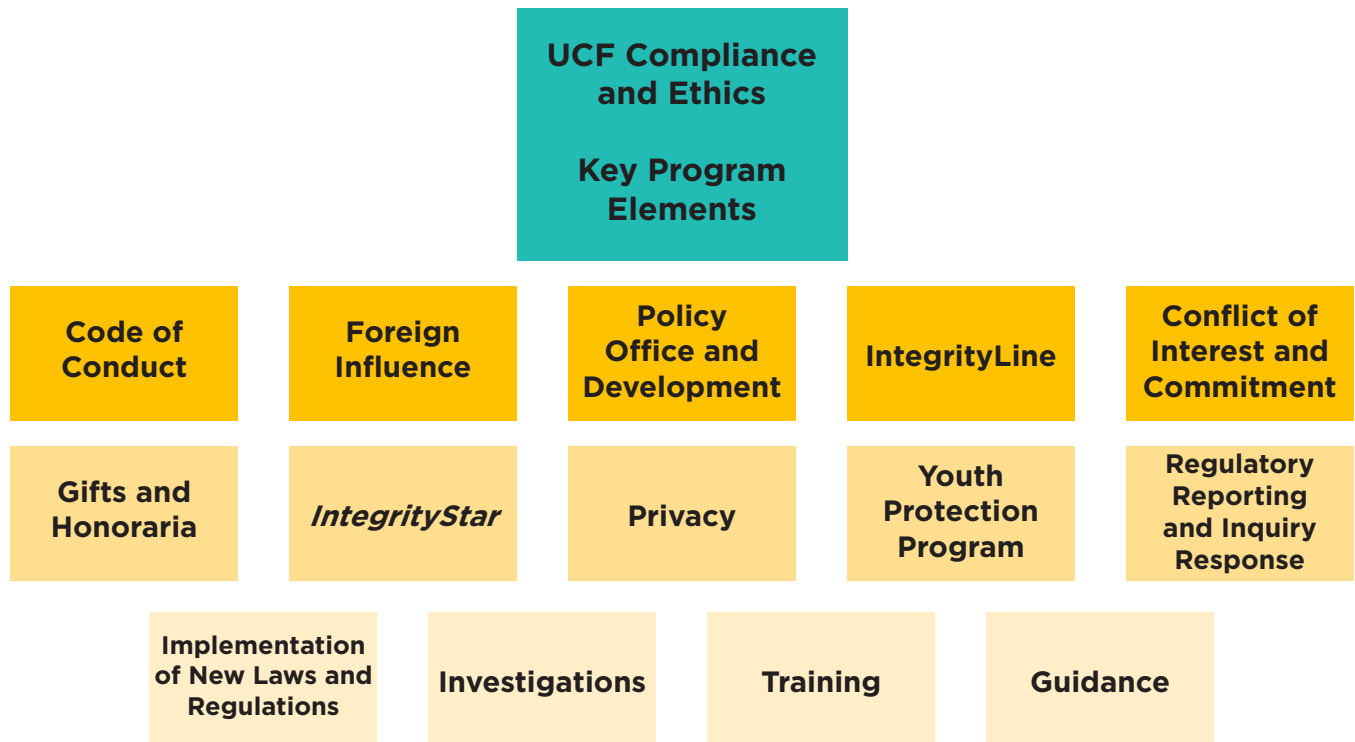 UCF Compliance
and Ethics
Key Program
Elements
Code of
Conduct
Foreign
Influence
Policy
Office and
Development
IntegrityLine
Conflict of
Interest and
Commitment
Gifts and
Honoraria
IntegrityStar
Privacy
Youth
Protection
Program
Regulatory
Reporting
and Inquiry
Response
Implementation
of New Laws and
Regulations
Investigations
Training
Guidance